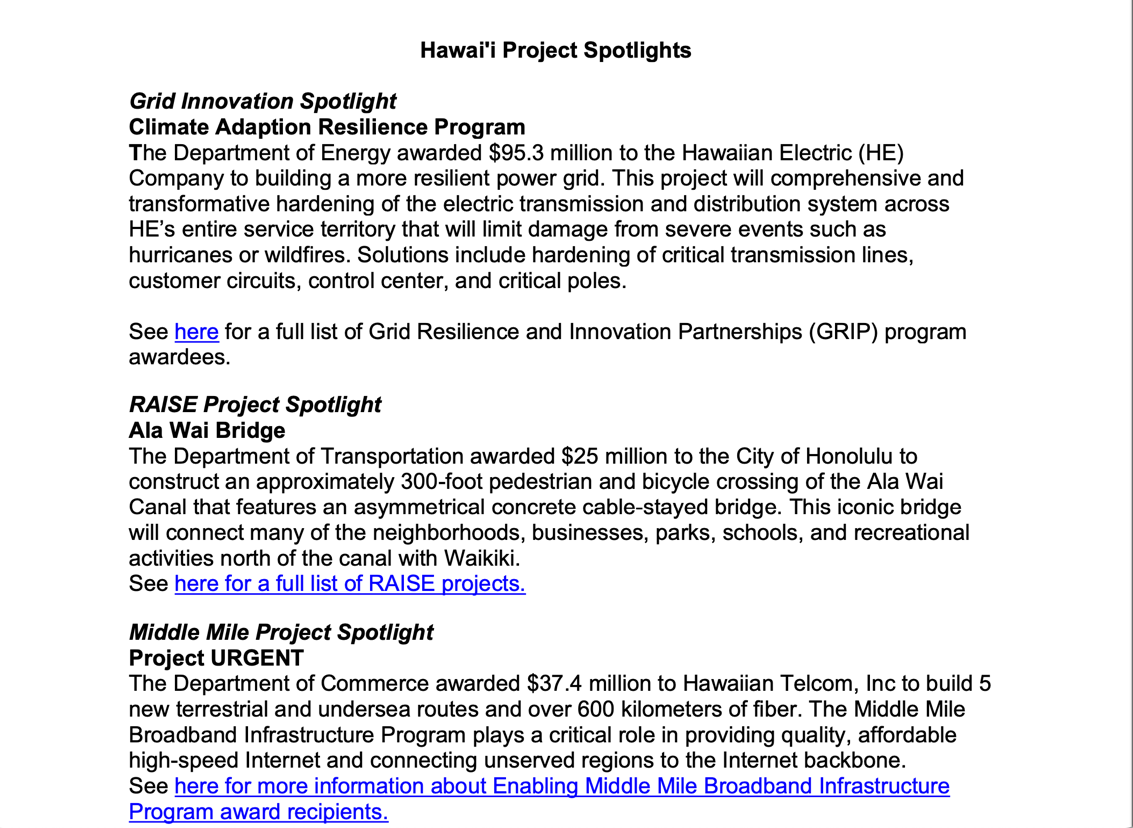 Hawai'i Project Spotlights
Grid Innovation Spotlight
Climate Adaption Resilience Program
The Department of Energy awarded $95.3 million to the Hawaiian Electric (HE)
Company to building a more resilient power grid. This project will comprehensive and
transformative hardening of the electric transmission and distribution system across
HE’s entire service territory that will limit damage from severe events such as
hurricanes or wildfires. Solutions include hardening of critical transmission lines,
customer circuits, control center, and critical poles.
See here for a full list of Grid Resilience and Innovation Partnerships (GRIP) program
awardees.
RAISE Project Spotlight
Ala Wai Bridge
The Department of Transportation awarded $25 million to the City of Honolulu to
construct an approximately 300-foot pedestrian and bicycle crossing of the Ala Wai
Canal that features an asymmetrical concrete cable-stayed bridge. This iconic bridge
will connect many of the neighborhoods, businesses, parks, schools, and recreational
activities north of the canal with Waikiki.
See here for a full list of RAISE projects.
Middle Mile Project Spotlight
Project URGENT
The Department of Commerce awarded $37.4 million to Hawaiian Telcom, Inc to build 5
new terrestrial and undersea routes and over 600 kilometers of fiber. The Middle Mile
Broadband Infrastructure Program plays a critical role in providing quality, affordable
high-speed Internet and connecting unserved regions to the Internet backbone.
See here for more information about Enabling Middle Mile Broadband Infrastructure
Program award recipients.